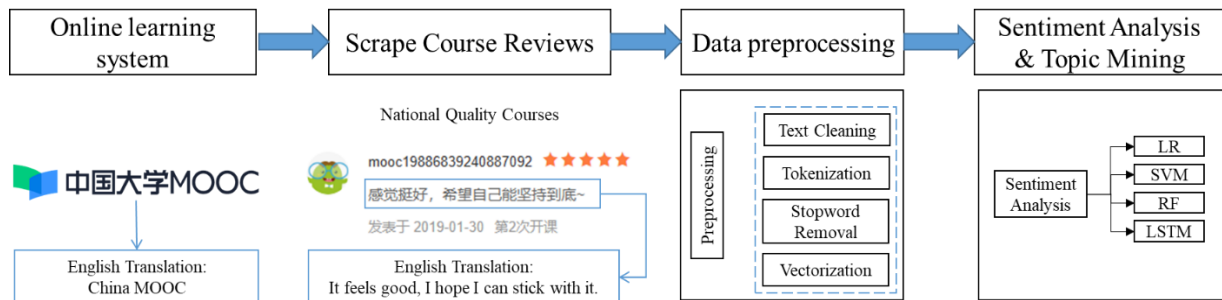 Online learning
system
Scrape Course Reviews
Data preprocessing
Sentiment Analysis
& Topic Mining
中国大学MOOC
English Translation:
China MOOC
National Quality Courses
mooc19886839240887092
感觉挺好，希望自己能坚持到底~
发表于 2019-01-30 第2次开课
English Translation:
It feels good, I hope I can stick with it.
Preprocessing
Text Cleaning
Tokenization
Stopword
Removal
Vectorization
Sentiment
Analysis
LR
SVM
RF
LSTM